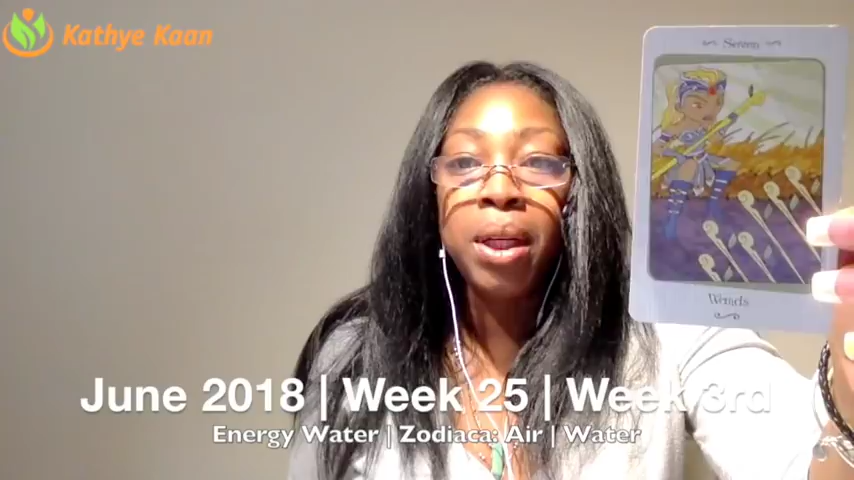 Kathye Kaan
Seven
Wands
June 2018 | Week 25 | Week 3rd
Energy Water | Zodiaca: Air | Water